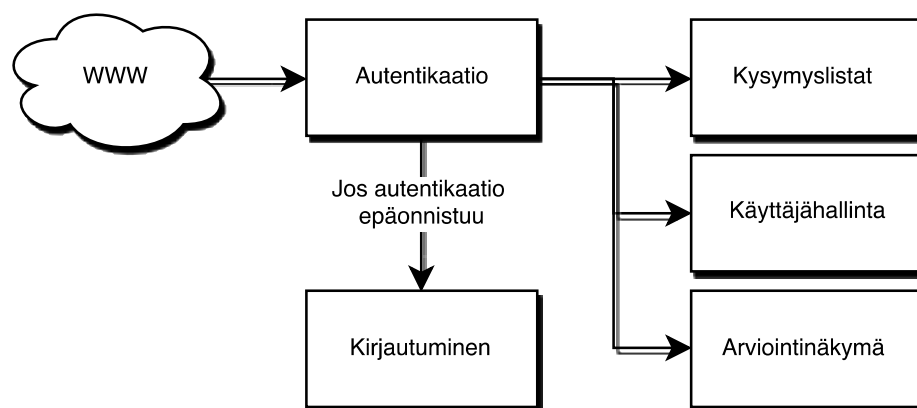 WWW
Autentikaatio
Kysymyslistat
Jos autentikaatio
epäonnistuu
Käyttäjähallinta
Kirjautuminen
Arviointinäkymä